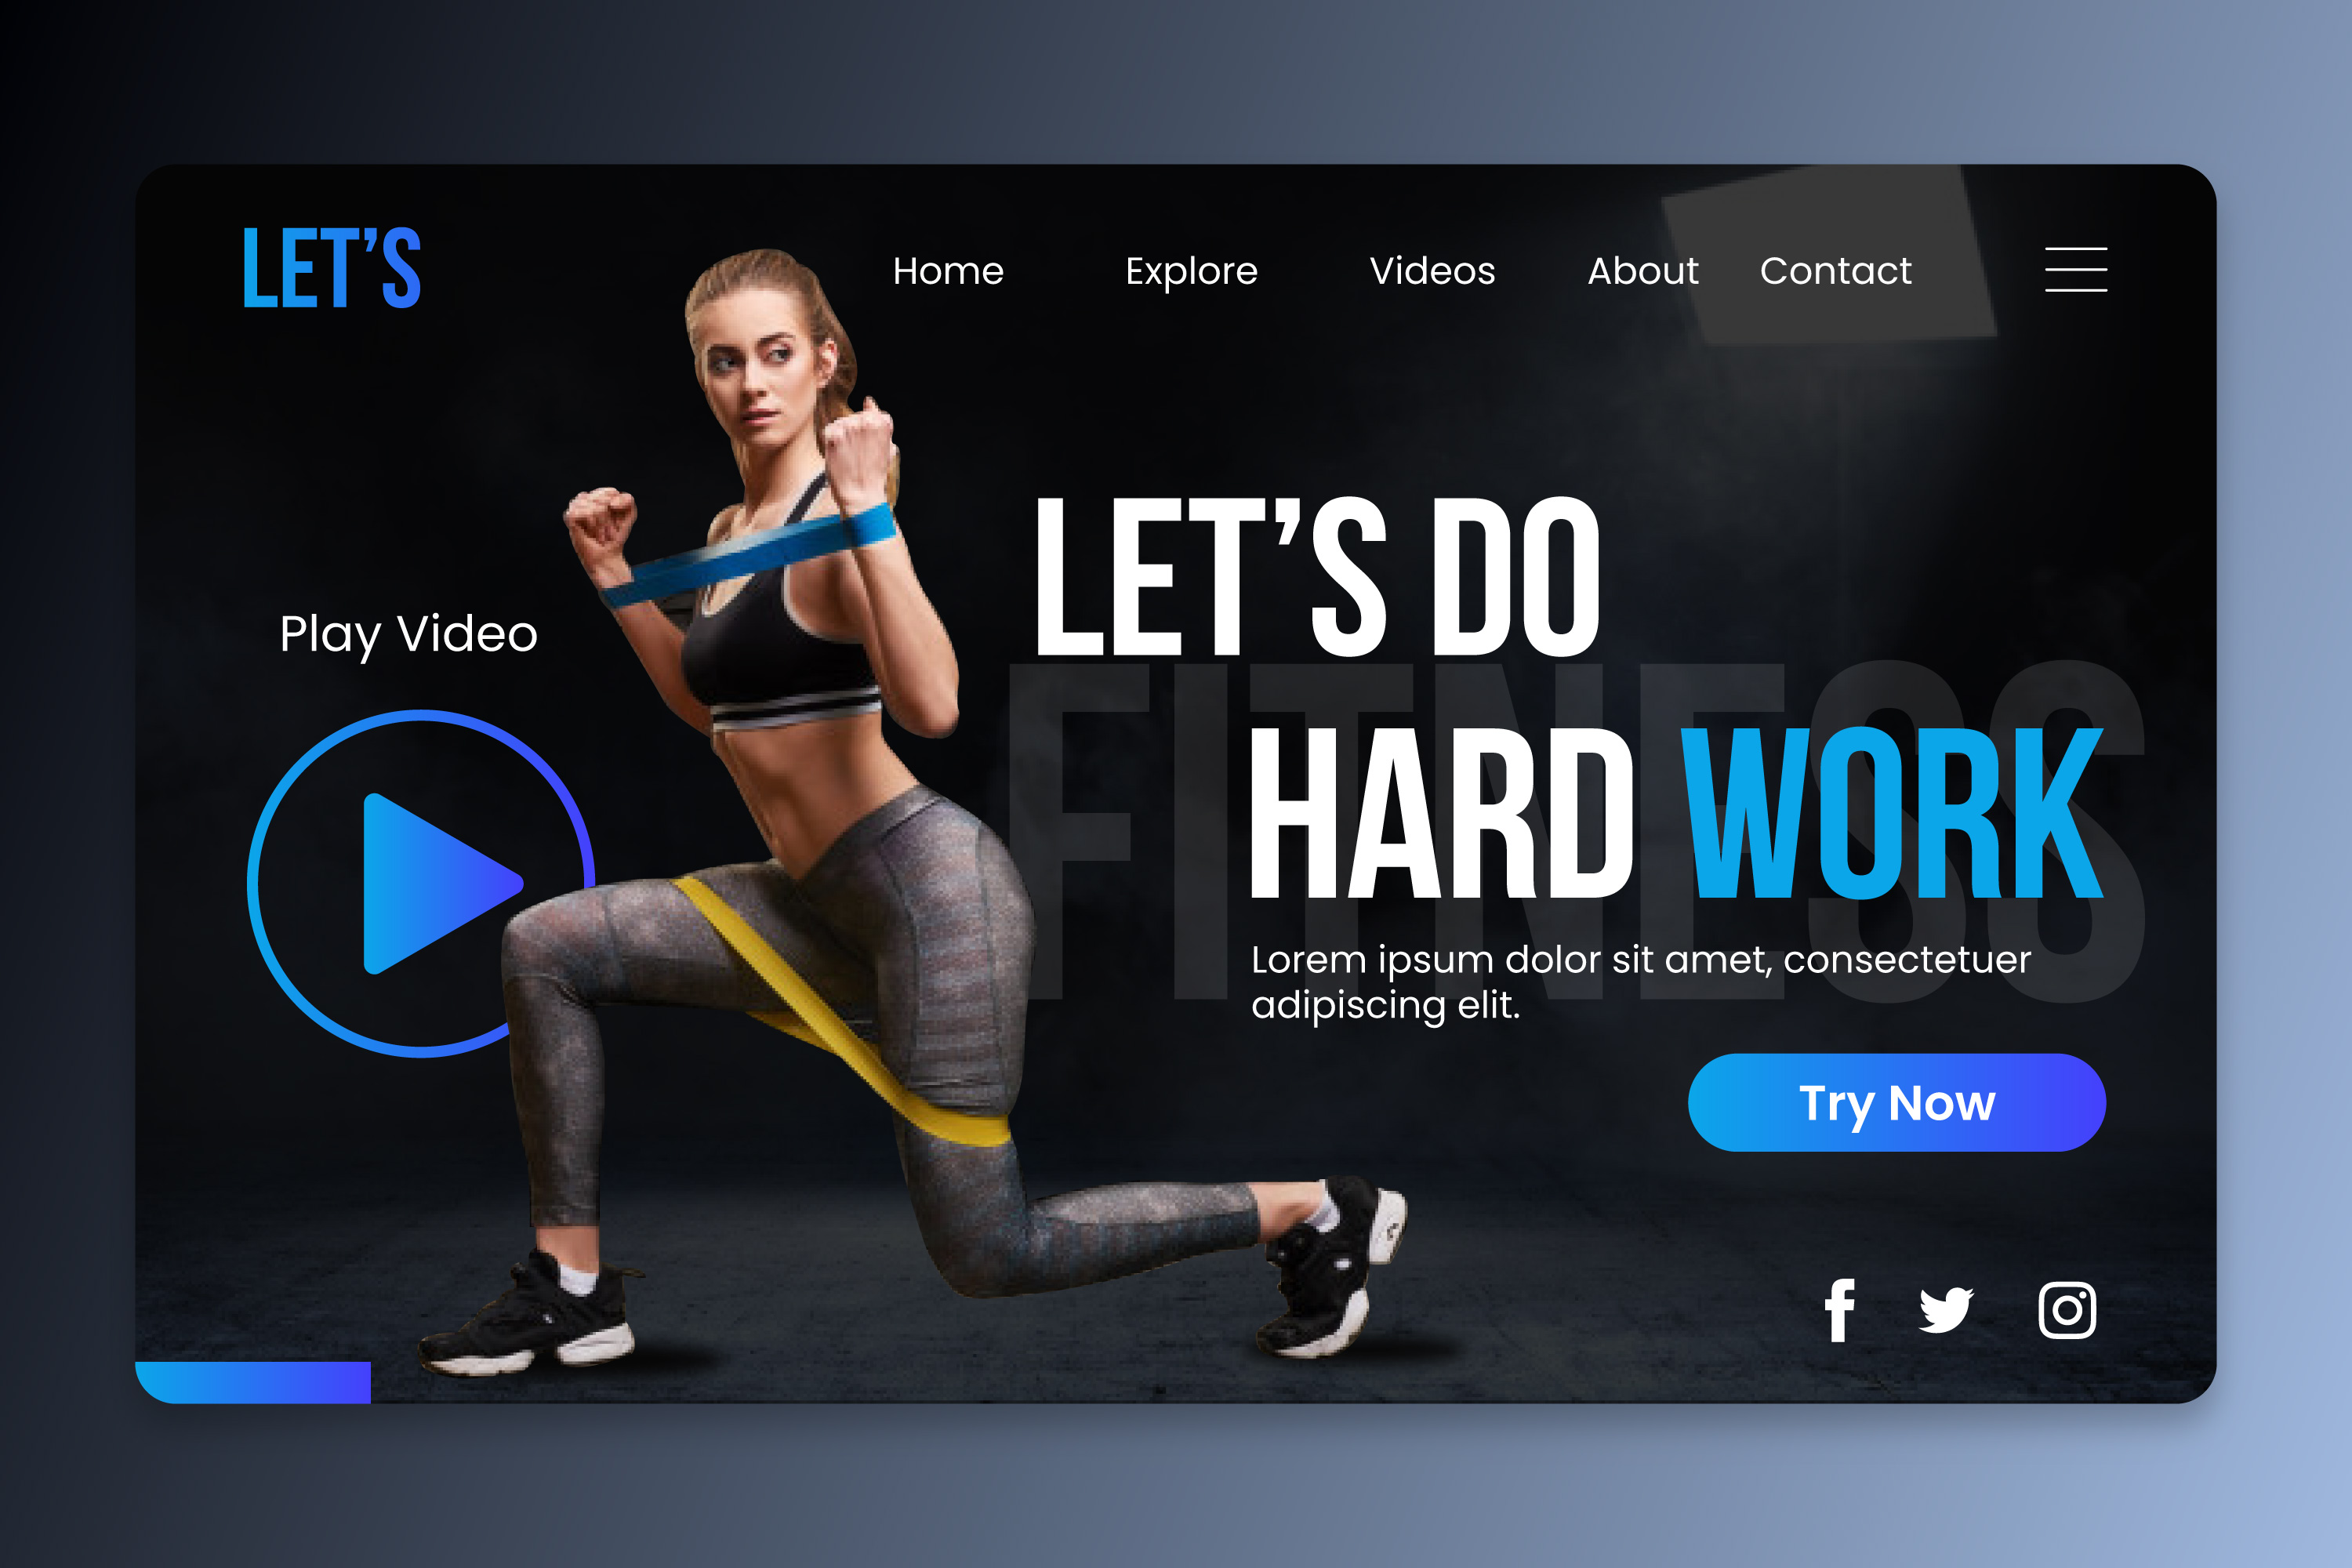 LET’S
Home Explore Videos About Contact
LET’S DO
FITNESS
HARD WORK
Play Video
Lorem ipsum dolor sit amet, consectetuer
adipiscing elit.
Try Now